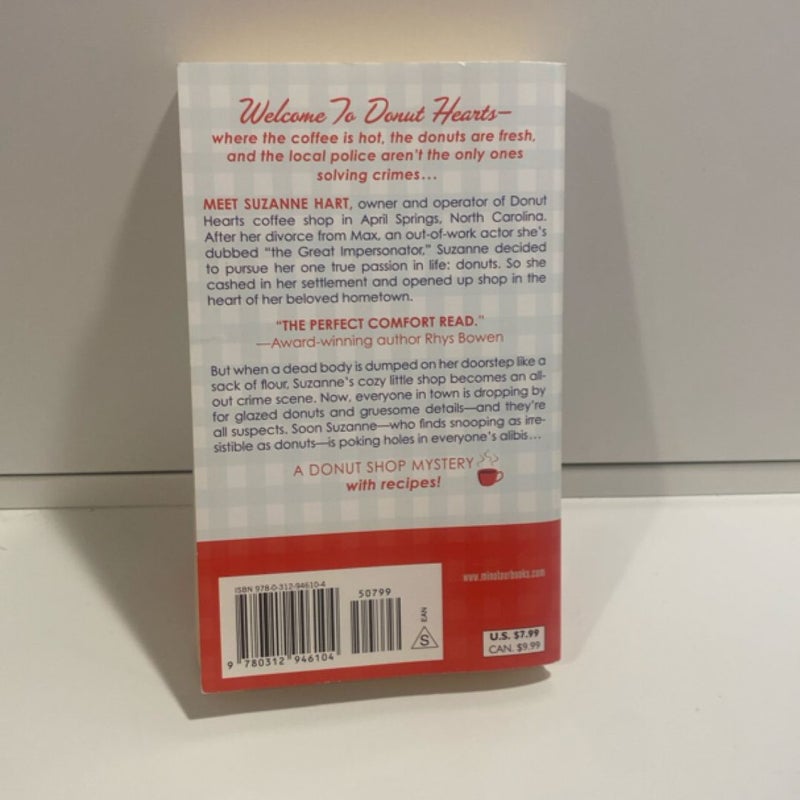 Welcome To Donut Hearts—
where the coffee is hot, the donuts are fresh,
and the local police aren't the only ones
solving crimes...
MEET SUZANNE HART, owner and operator of Donut
Hearts coffee shop in April Springs, North Carolina.
After her divorce from Max, an out-of-work actor she's
dubbed "the Great Impersonator," Suzanne decided
to pursue her one true passion in life: donuts. So she
cashed in her settlement and opened up shop in the
heart of her beloved hometown.
"THE PERFECT COMFORT READ."
—Award-winning author Rhys Bowen
But when a dead body is dumped on her doorstep like a
sack of flour, Suzanne's cozy little shop becomes an all-
out crime scene. Now, everyone in town is dropping by
for glazed donuts and gruesome details—and they're
all suspects. Soon Suzanne—who finds snooping as irre-
sistible as donuts—is poking holes in everyone's alibis...
A DONUT SHOP MYSTERY
with recipes!
www.minotaurbooks.com
ISBN 978-0-312-94610-4
50799
EAN
S
9 780312 946104
U.S. $7.99
CAN. $9.99